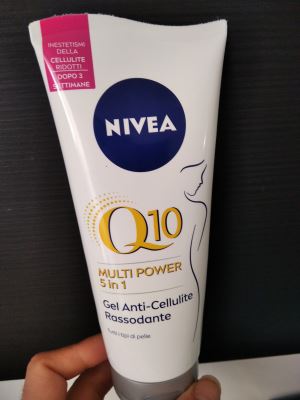 INESTETISMI
DELLA
CELLULITE
RIDOTTI
DOPO 3
SETTIMANE
NIVEA
Q10
MULTI POWER
5 in 1
Gel Anti-Cellulite
Rassodante
Tutti i tipi di pelle